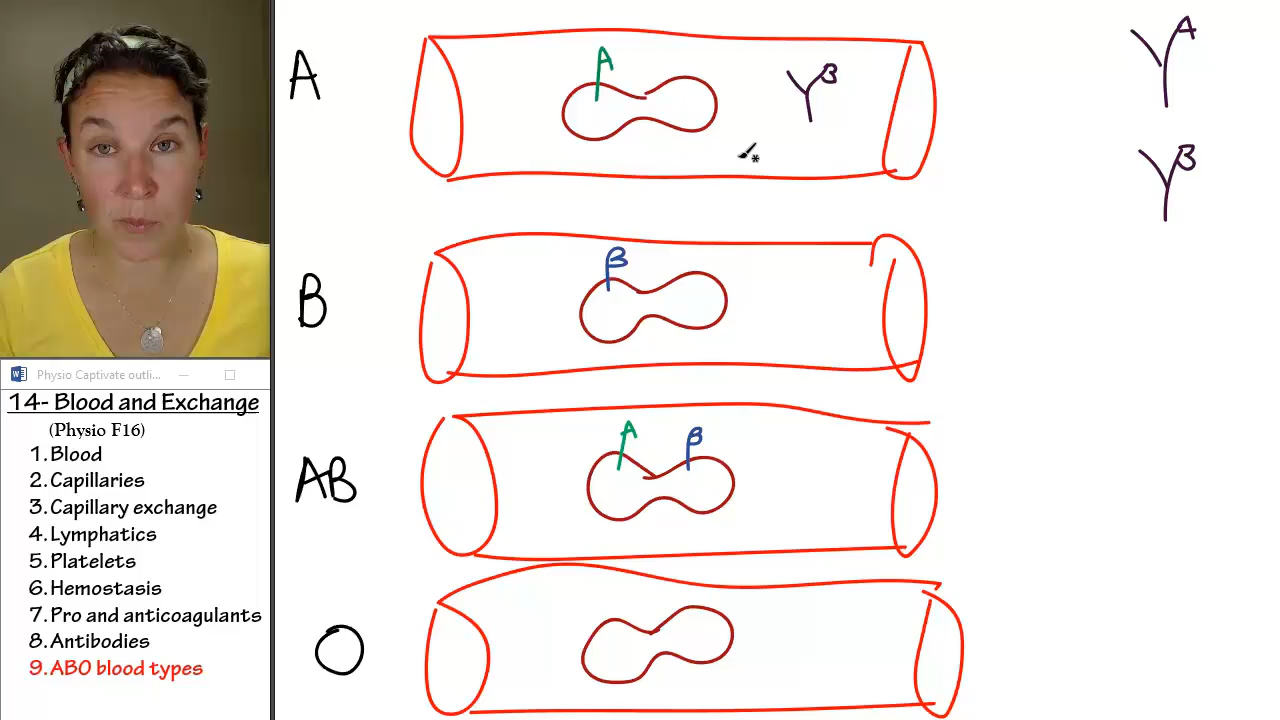 A
A
B
A
B
B
B
AB
A
B
O
Physio Captivate outli...
14- Blood and Exchange
(Physio F16)
1. Blood
2. Capillaries
3. Capillary exchange
4. Lymphatics
5. Platelets
6. Hemostasis
7. Pro and anticoagulants
8. Antibodies
9. ABO blood types